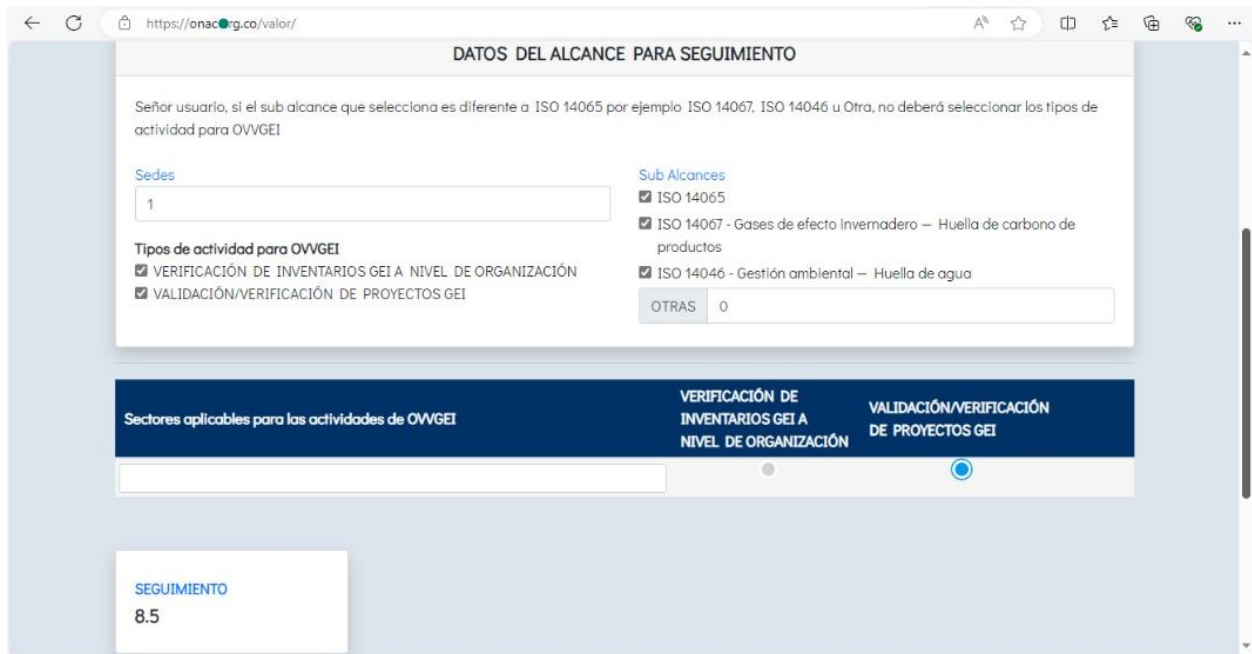 https://onac.org.co/valor/
DATOS DEL ALCANCE PARA SEGUIMIENTO
Señor usuario, si el sub alcance que selecciona es diferente a ISO 14065 por ejemplo ISO 14067, ISO 14046 u Otra, no deberá seleccionar los tipos de
actividad para OVVGEI
Sedes
1
Tipos de actividad para OVVGEI
VERIFICACIÓN DE INVENTARIOS GEI A NIVEL DE ORGANIZACIÓN
VALIDACIÓN/VERIFICACIÓN DE PROYECTOS GEI
Sub Alcances
ISO 14065
ISO 14067 - Gases de efecto invernadero – Huella de carbono de
productos
ISO 14046 - Gestión ambiental – Huella de agua
OTRAS 0
Sectores aplicables para las actividades de OVVGEI
VERIFICACIÓN DE
INVENTARIOS GEI A
NIVEL DE ORGANIZACIÓN
VALIDACIÓN/VERIFICACIÓN
DE PROYECTOS GEI
SEGUIMIENTO
8.5